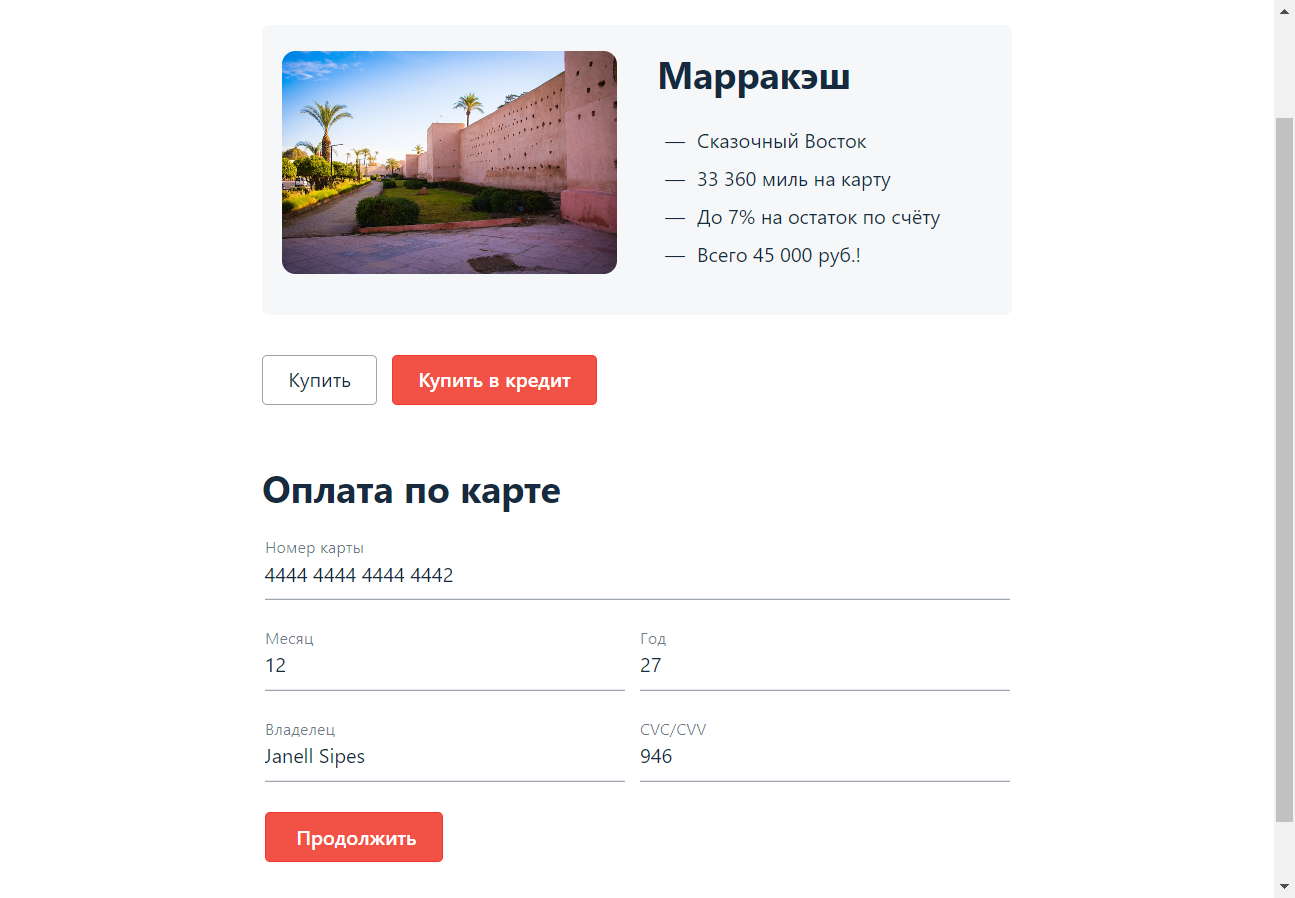 Марракэш
— Сказочный Восток
— 33 360 миль на карту
— До 7% на остаток по счёту
— Всего 45 000 руб.!
Купить Купить в кредит
Оплата по карте
Номер карты
4444 4444 4444 4442
Месяц Год
12 27
Владелец CVC/CVV
Janell Sipes 946
Продолжить